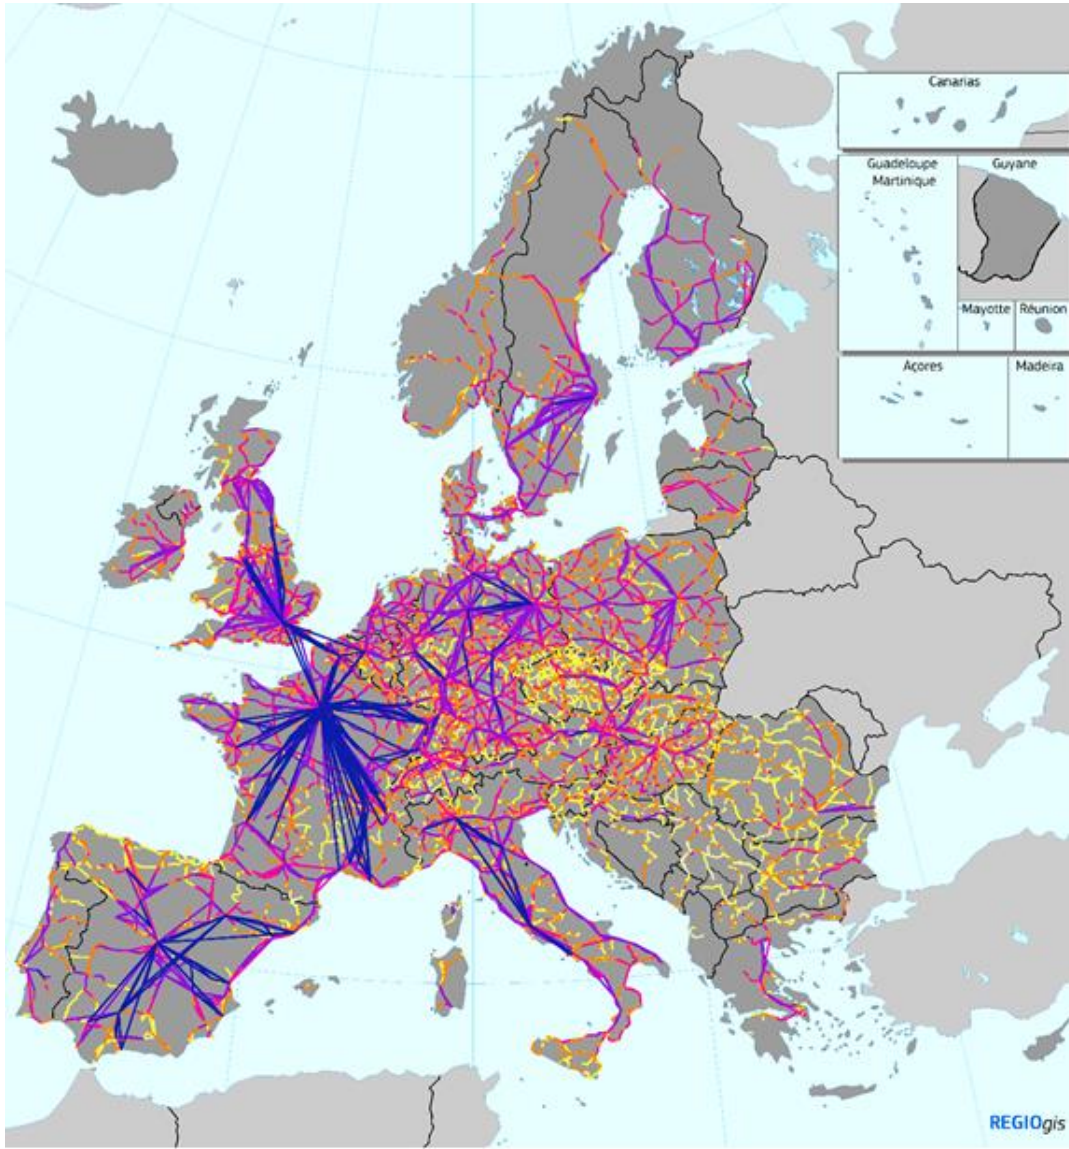 Canarias
Guadeloupe
Martinique
Guyane
Mayotte
Réunion
Açores
Madeira
REGIOgis